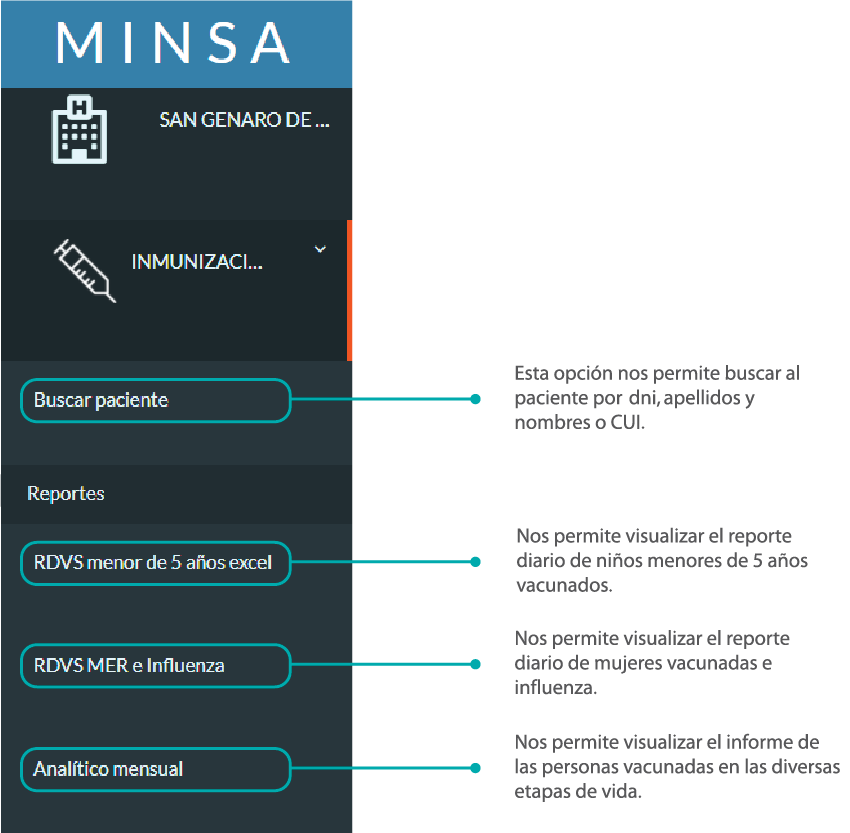 MINSA
H
SAN GENARO DE ...
INMUNIZACI...
Buscar paciente
Esta opción nos permite buscar al
paciente por dni, apellidos y
nombres o CUI.
Reportes
RDVS menor de 5 años excel
Nos permite visualizar el reporte
diario de niños menores de 5 años
vacunados.
RDVS MER e Influenza
Nos permite visualizar el reporte
diario de mujeres vacunadas e
influenza.
Analítico mensual
Nos permite visualizar el informe de
las personas vacunadas en las diversas
etapas de vida.